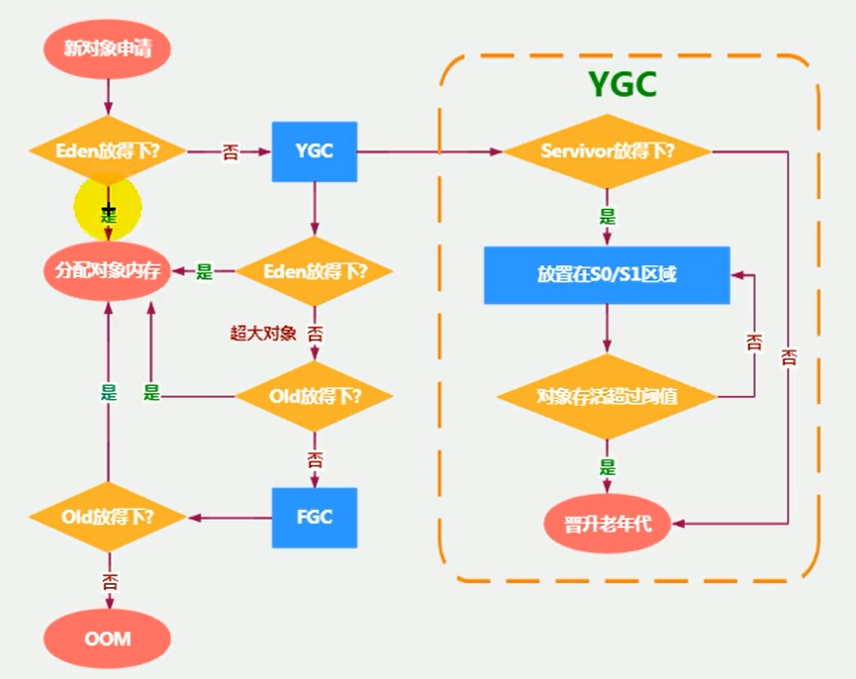 新对象申请
YGC
Eden放得下?
否
YGC
Servivor放得下?
是
是
分配对象内存
是
Eden放得下?
放置在S0/S1区域
超大对象
否
否
否
是
是
Old放得下?
对象存活超过阈值
否
是
Old放得下?
FGC
晋升老年代
否
OOM